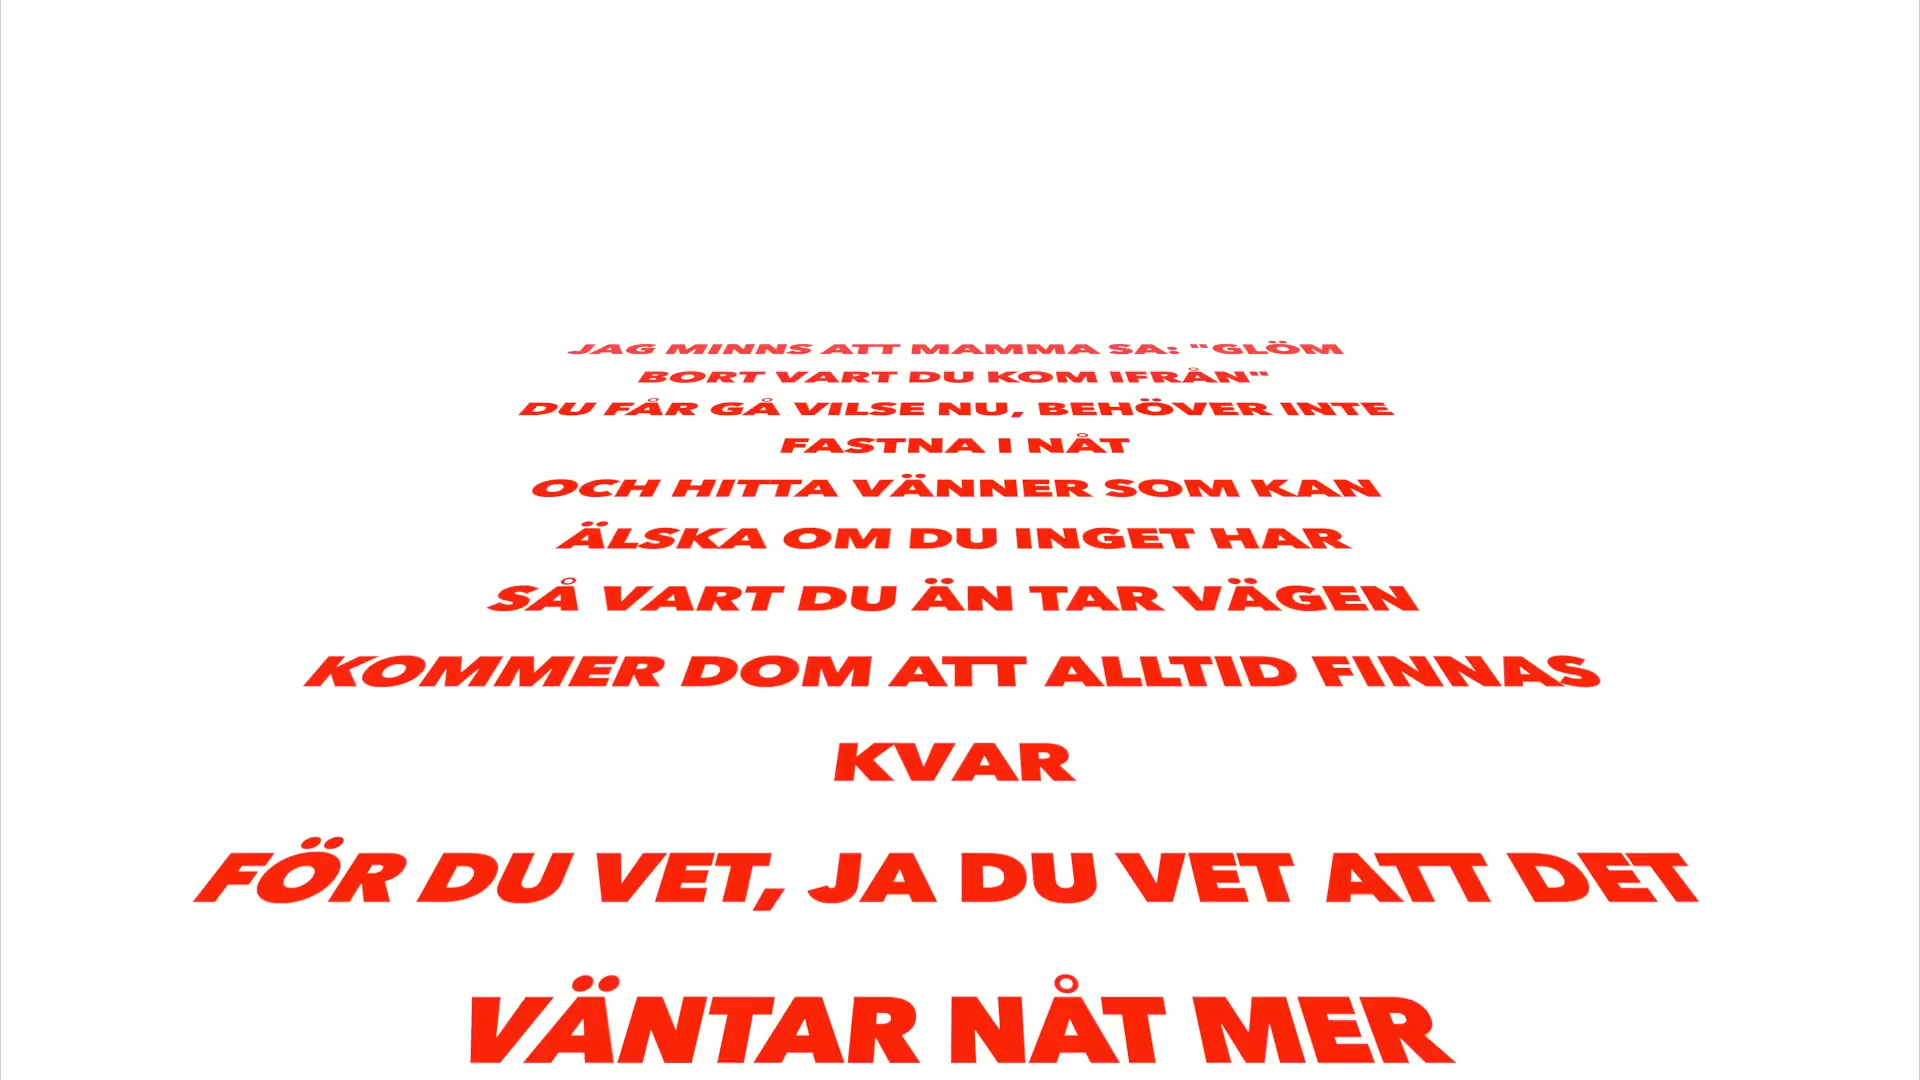 JAG MINNS ATT MAMMA SA: "GLÖM
BORT VART DU KOM IFRÅN"
DU FÅR GÅ VILSE NU, BEHÖVER INTE
FASTNA I NÅT
OCH HITTA VÄNNER SOM KAN
ÄLSKA OM DU INGET HAR
SÅ VART DU ÄN TAR VÄGEN
KOMMER DOM ATT ALLTID FINNAS
KVAR
FÖR DU VET, JA DU VET ATT DET
VÄNTAR NÅT MER